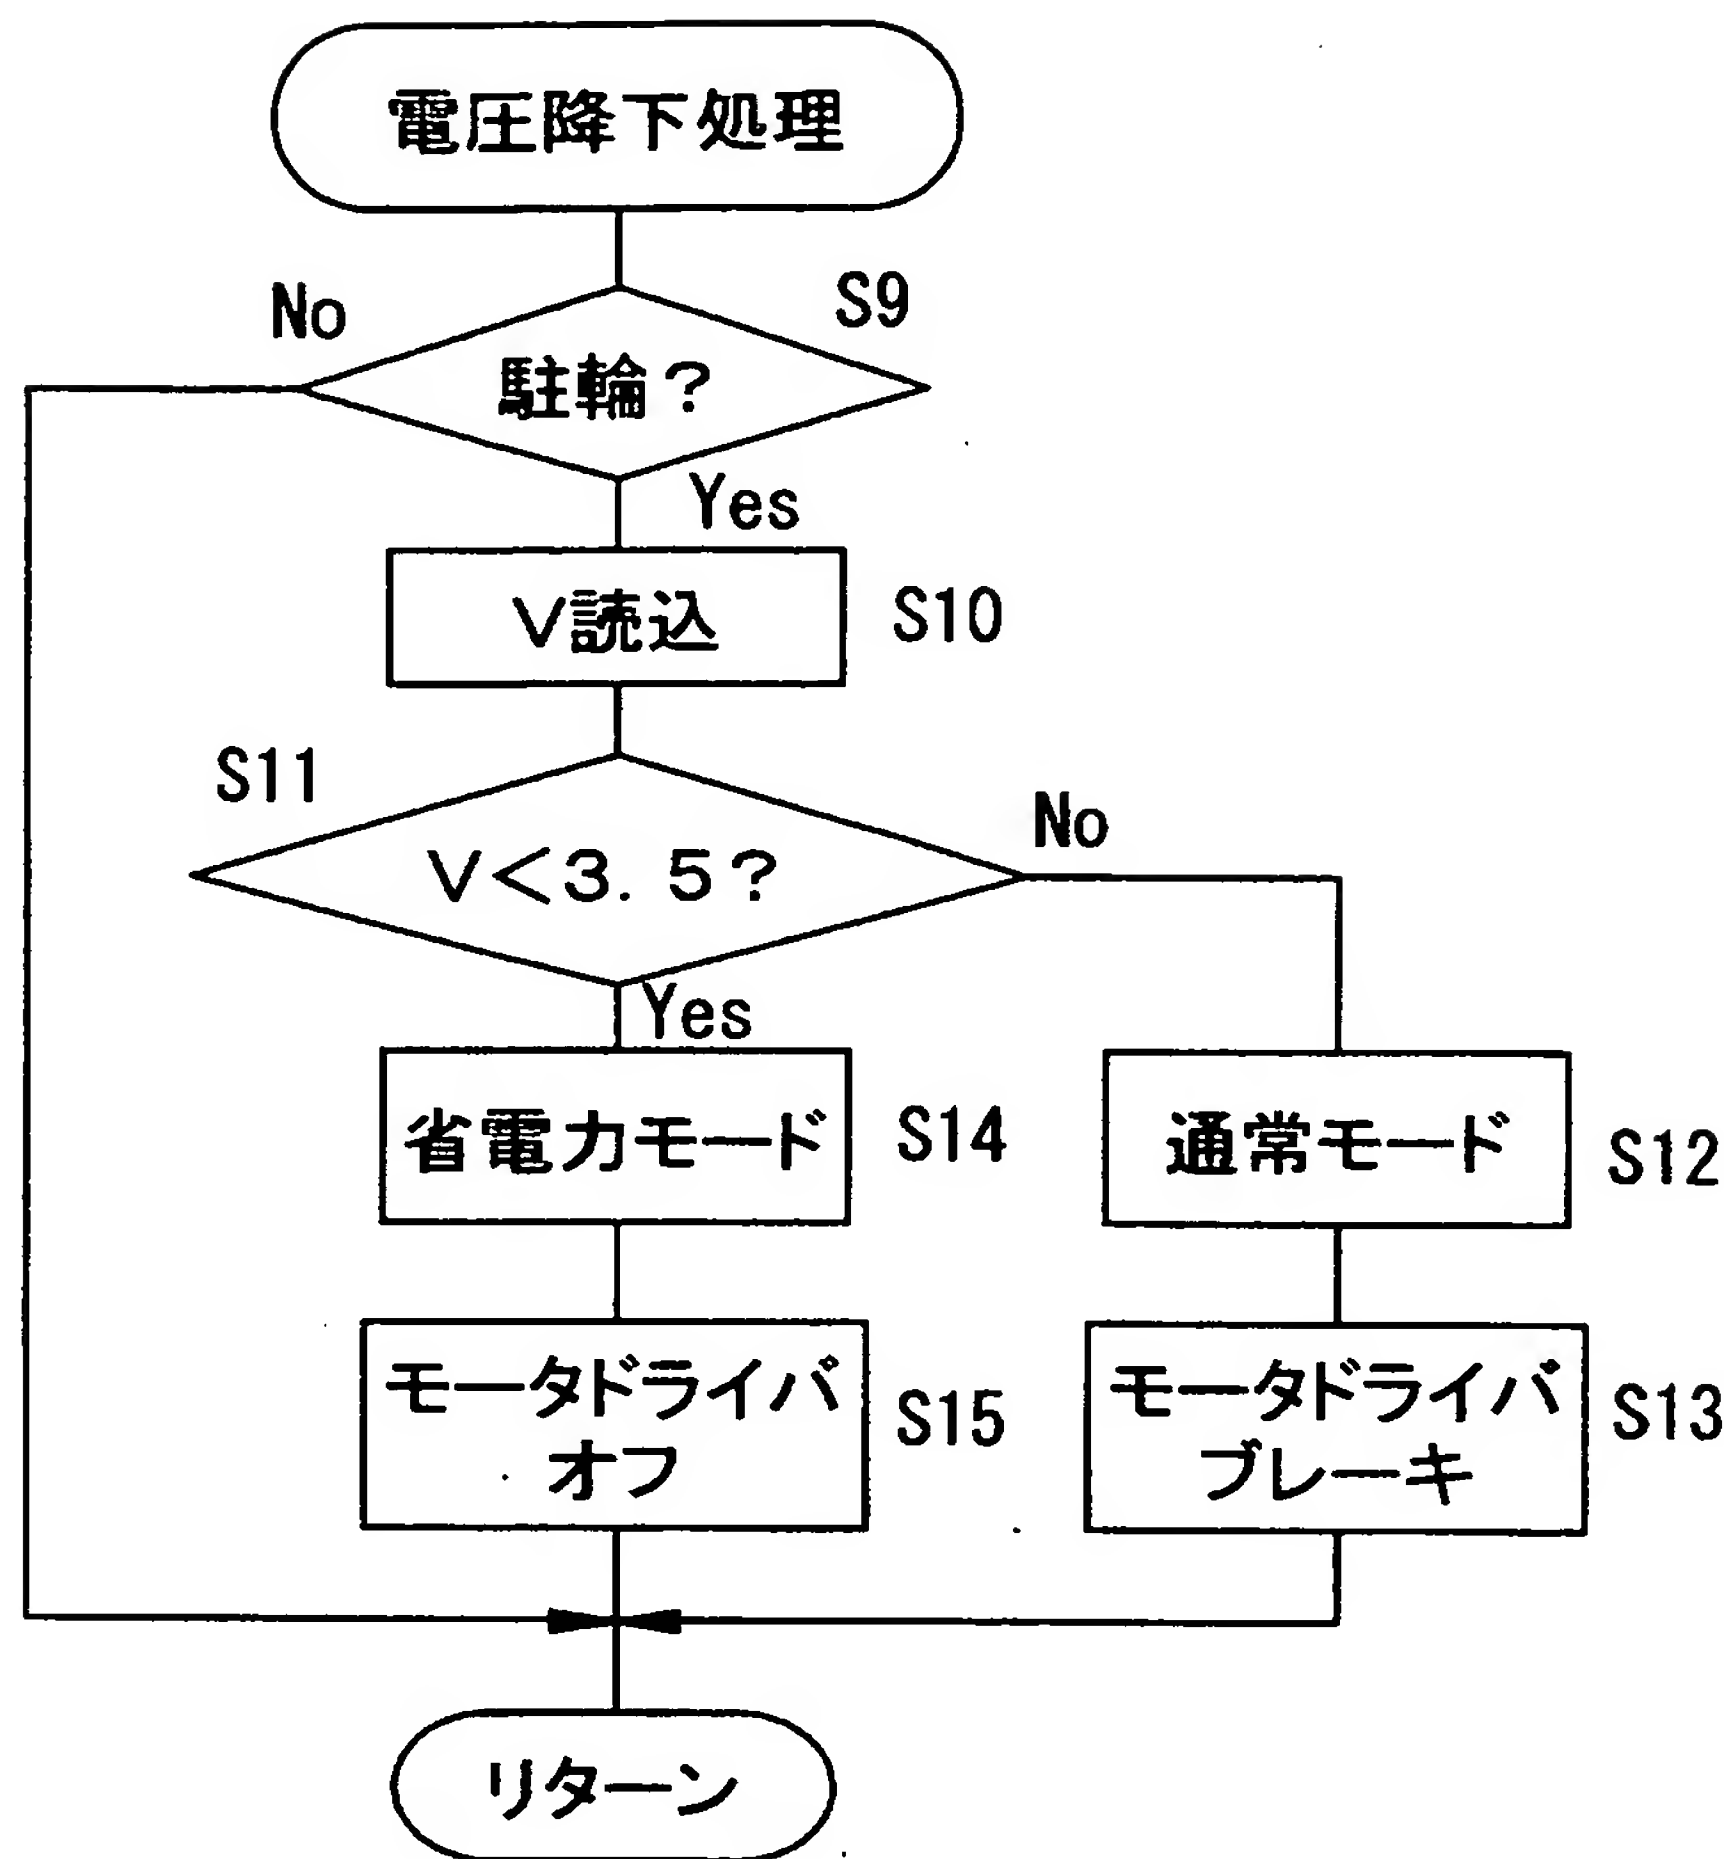 電圧降下処理
No
S9
駐輪？
Yes
V読込
S10
S11
V＜3．5？
No
Yes
省電力モード
S14
通常モード
S12
モータドライバ
オフ
S15
モータドライバ
ブレーキ
S13
リターン